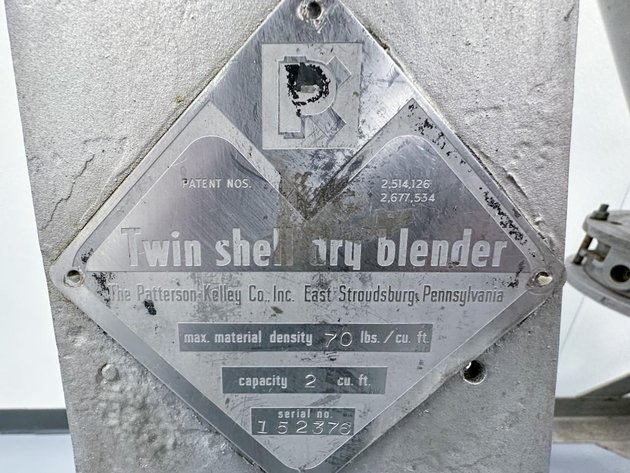 PK
PATENT NOS. 2,514,126
2,677,534
Twin shell dry blender
The Patterson-Kelley Co., Inc. East Stroudsburg, Pennsylvania
max. material density 70 lbs./cu. ft.
capacity 2 cu. ft.
serial no.
152376